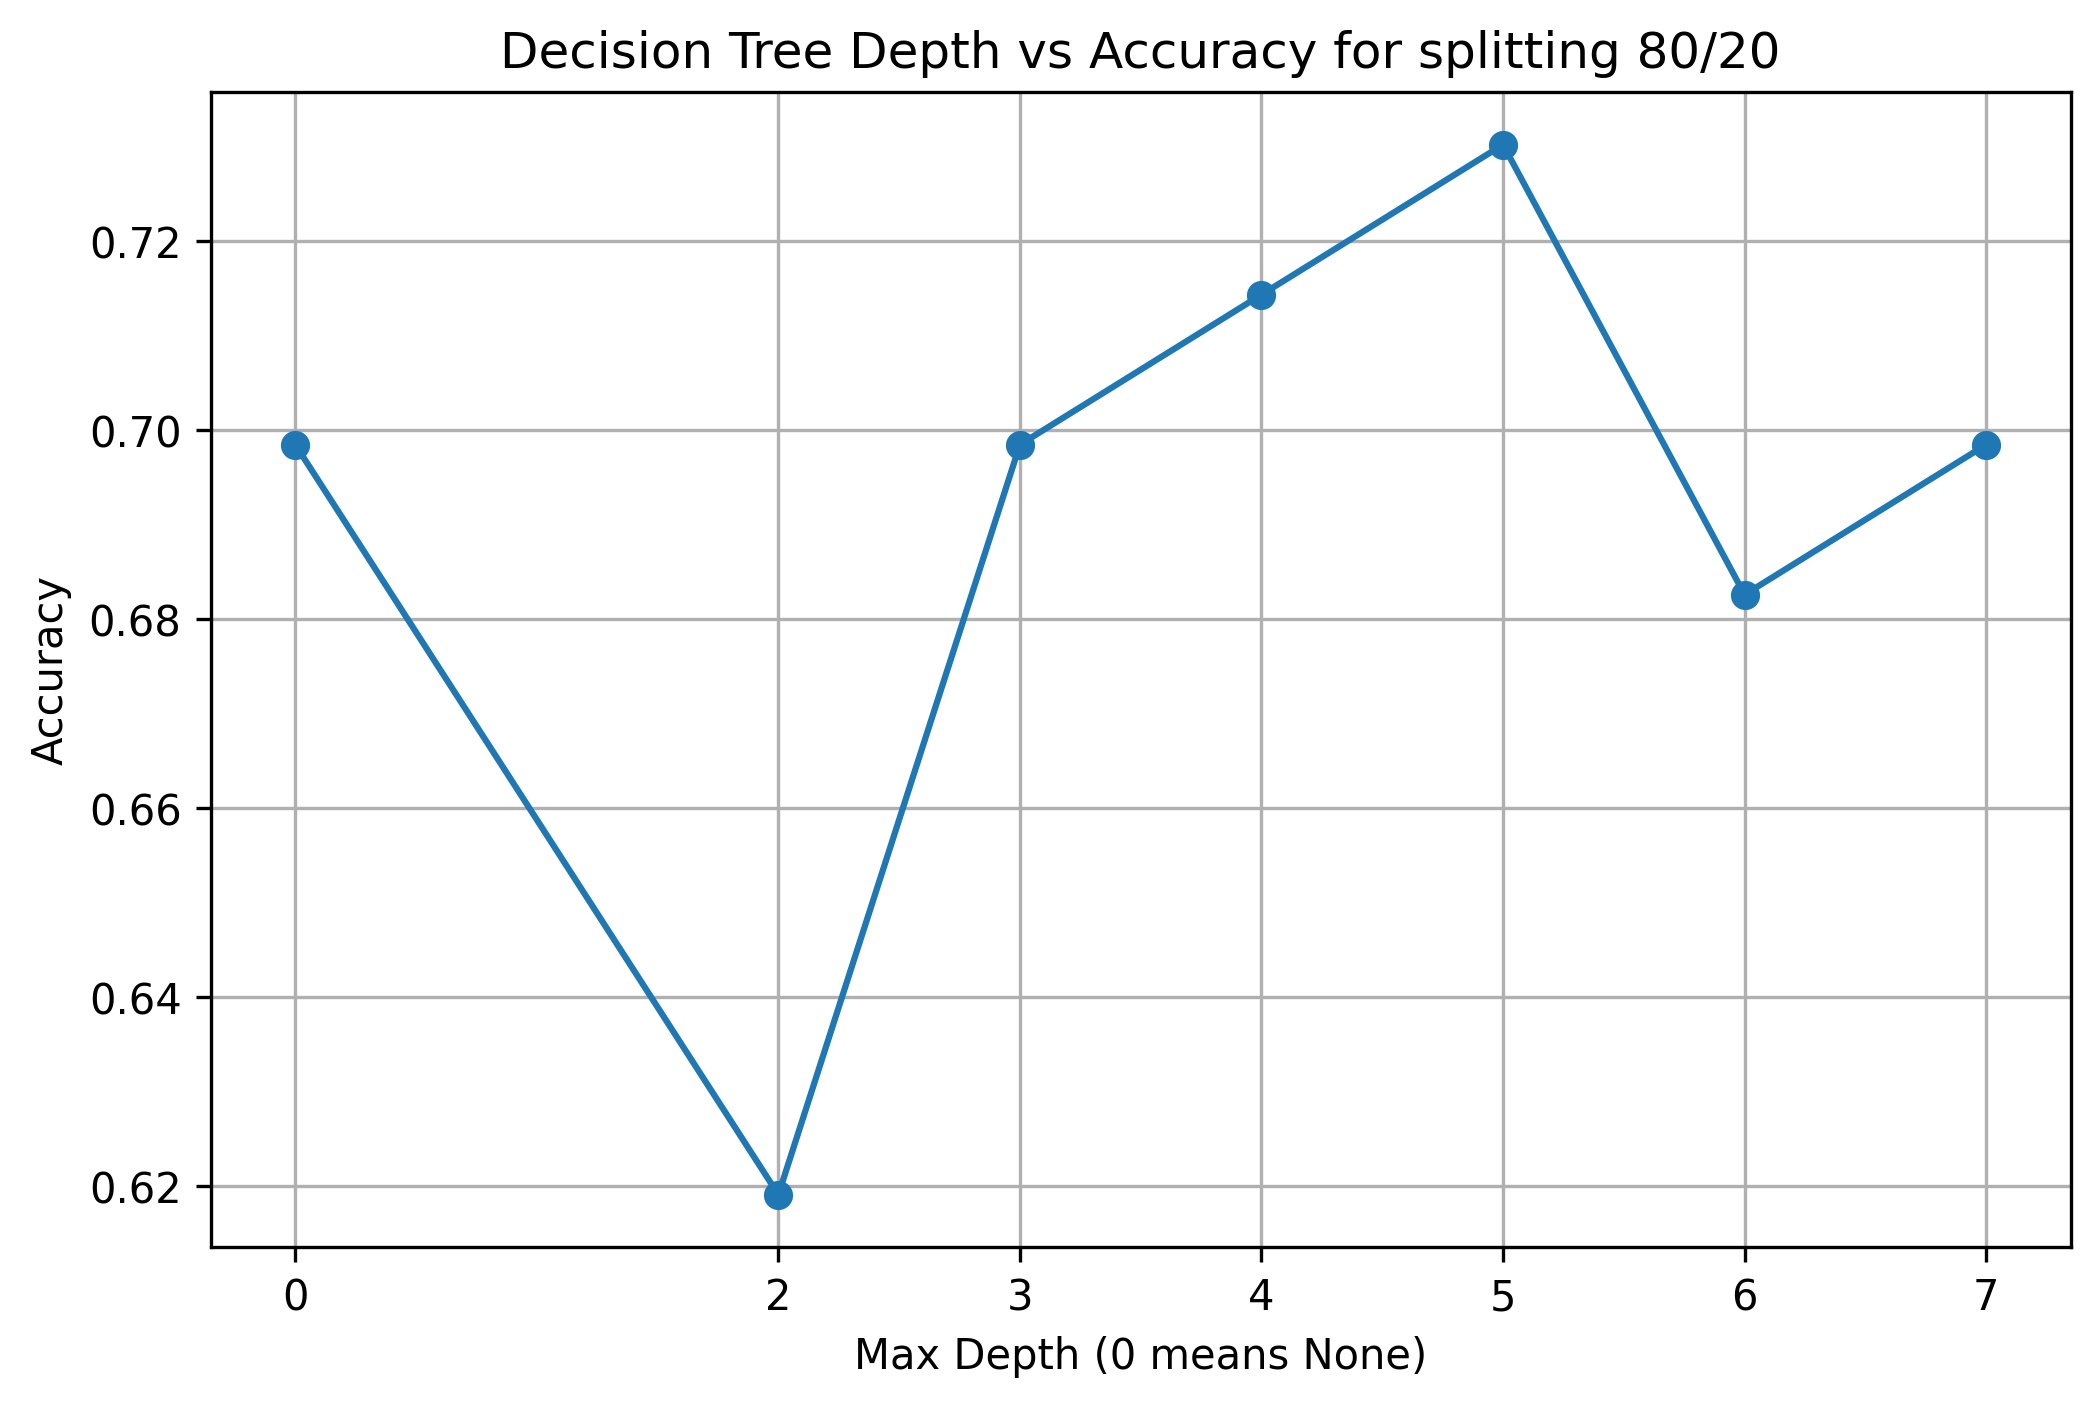 Decision Tree Depth vs Accuracy for splitting 80/20
Accuracy
0.72
0.70
0.68
0.66
0.64
0.62
0 2 3 4 5 6 7
Max Depth (0 means None)